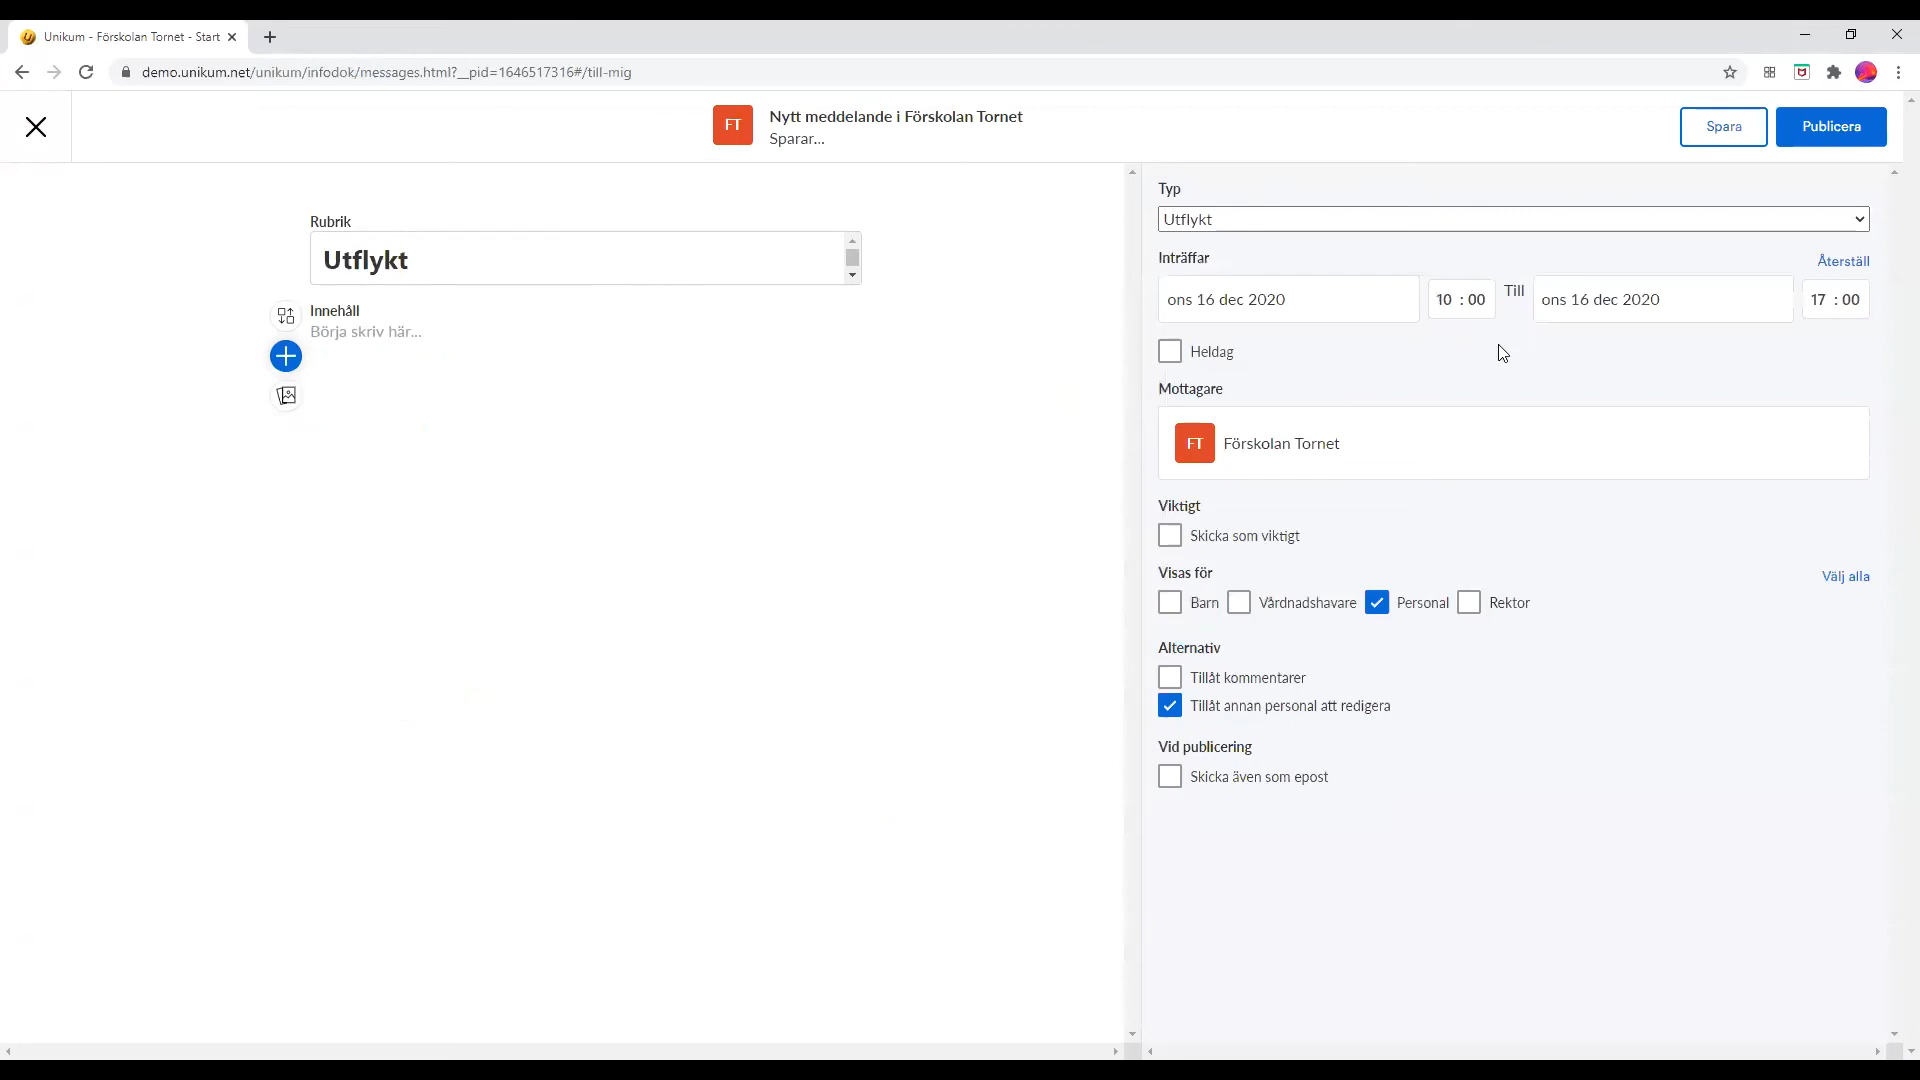 Unikum - Förskolan Tornet - Start
demo.unikum.net/unikum/infodok/messages.html?__pid=1646517316#/till-mig
FT
Nytt meddelande i Förskolan Tornet
Sparar...
Spara
Publicera
Rubrik
Utflykt
Innehåll
Börja skriv här...
Typ
Utflykt
Inträffar
Återställ
ons 16 dec 2020
10 : 00
Till
ons 16 dec 2020
17 : 00
Heldag
Mottagare
FT
Förskolan Tornet
Viktigt
Skicka som viktigt
Visas för
Välj alla
Barn
Vårdnadshavare
Personal
Rektor
Alternativ
Tillåt kommentarer
Tillåt annan personal att redigera
Vid publicering
Skicka även som epost